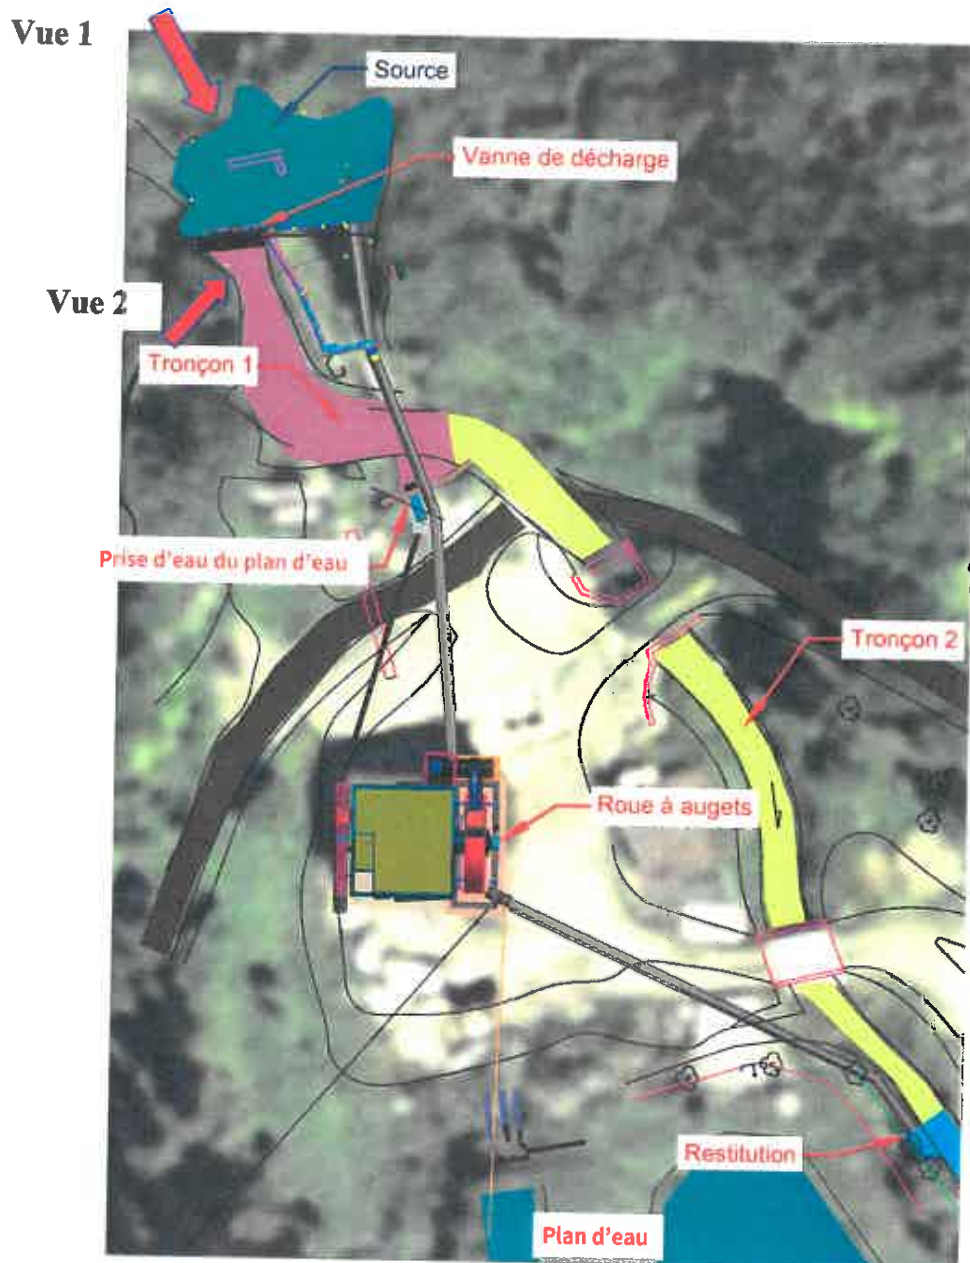 Vue 1
Source
Vanne de décharge
Vue 2
Tronçon 1
Prise d'eau du plan d'eau
Tronçon 2
Roue à augets
Restitution
Plan d'eau